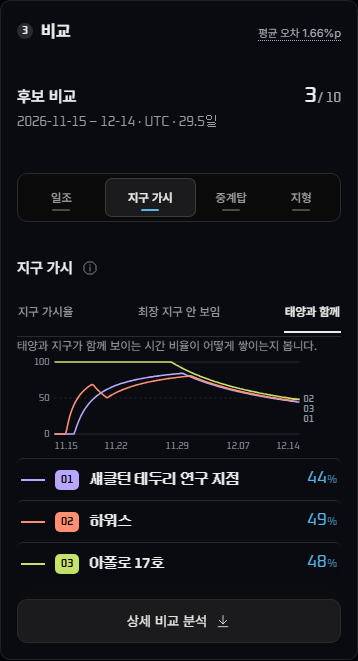 3 비교
평균 오차 1.66%p
후보 비교
3 / 10
2026-11-15 – 12-14 · UTC · 29.5일
일조
지구 가시
중계탑
지형
지구 가시
지구 가시율
최장 지구 안 보임
태양과 함께
태양과 지구가 함께 보이는 시간 비율이 어떻게 쌓이는지 봅니다.
100
50
0
02
03
01
11.15 11.22 11.29 12.07 12.14
01 섀클턴 테두리 연구 지점 44%
02 하워스 49%
03 아폴로 17호 48%
상세 비교 분석